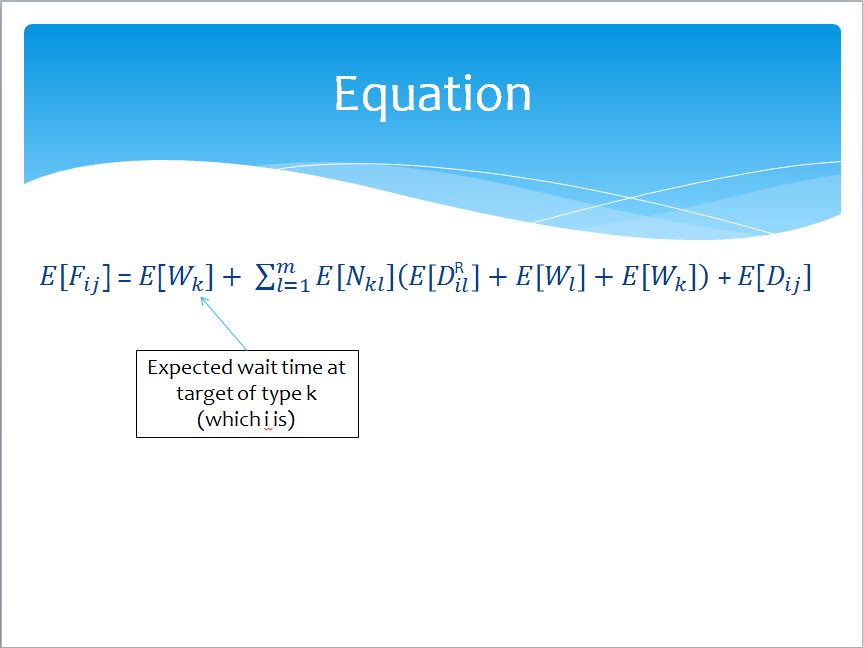 Equation
E[F_{ij}] = E[W_k] + ∑_{l=1}^{m} E[N_{kl}](E[D_{il}^{R}] + E[W_l] + E[W_k]) + E[D_{ij}]
Expected wait time at
target of type k
(which i is)